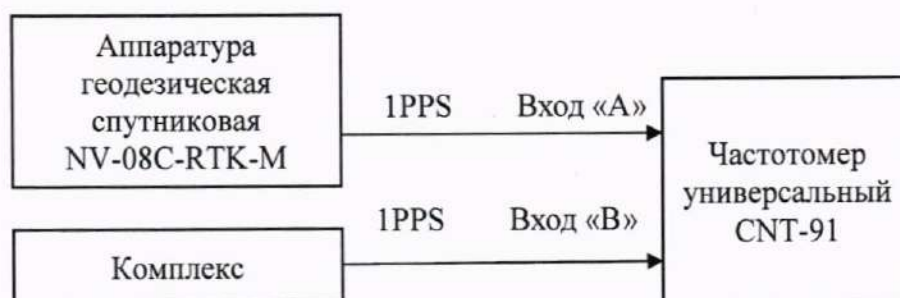 Аппаратура
геодезическая
спутниковая
NV-08C-RTK-M
1PPS Вход «А»
Частотомер
универсальный
CNT-91
1PPS Вход «В»
Комплекс